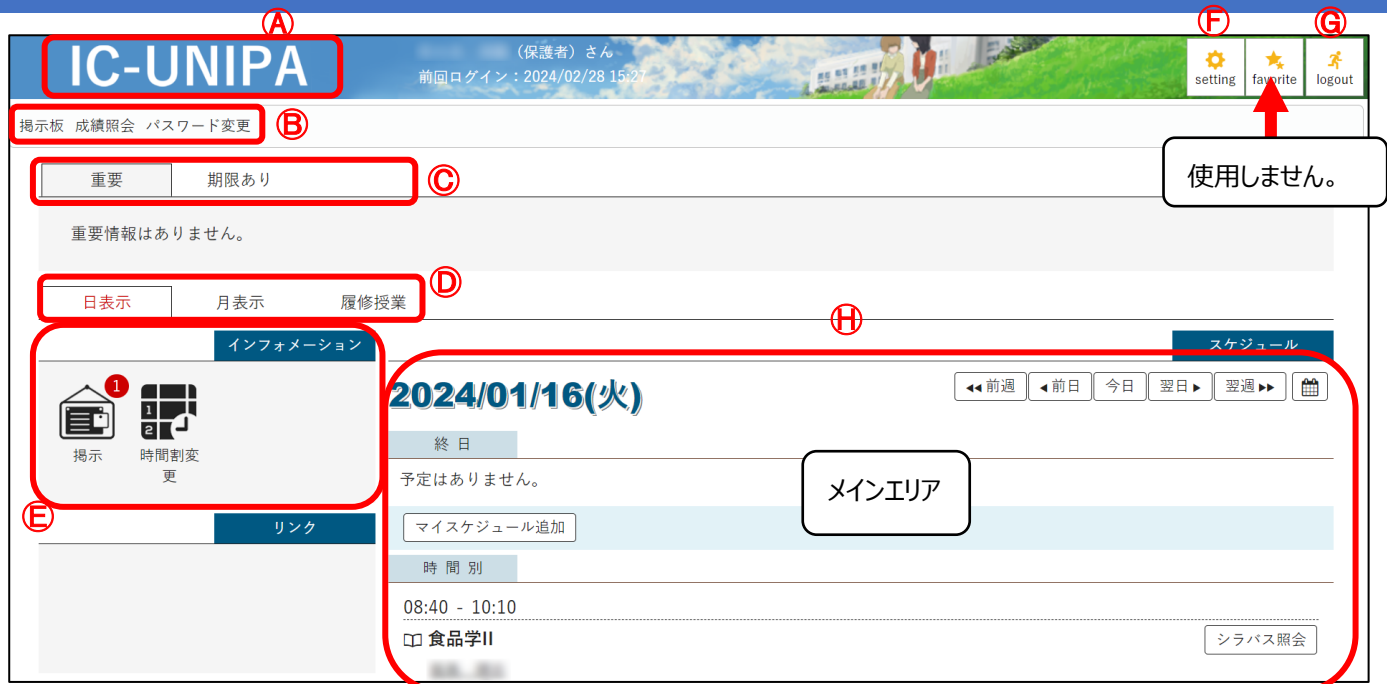 Ⓐ
Ⓕ
Ⓖ
IC-UNIPA
(保護者)さん
前回ログイン:2024/02/28 15:27
setting
favorite
logout
掲示板 成績照会 パスワード変更
Ⓑ
使用しません。
重要 期限あり
Ⓒ
重要情報はありません。
Ⓓ
日表示 月表示 履修授業
Ⓗ
インフォメーション
スケジュール
2024/01/16(火)
◀◀前週 ◀前日 今日 翌日▶ 翌週▶▶
1
1
2
掲示
時間割変
更
終日
予定はありません。
メインエリア
Ⓔ
リンク
マイスケジュール追加
時間別
08:40 - 10:10
食品学II
シラバス照会